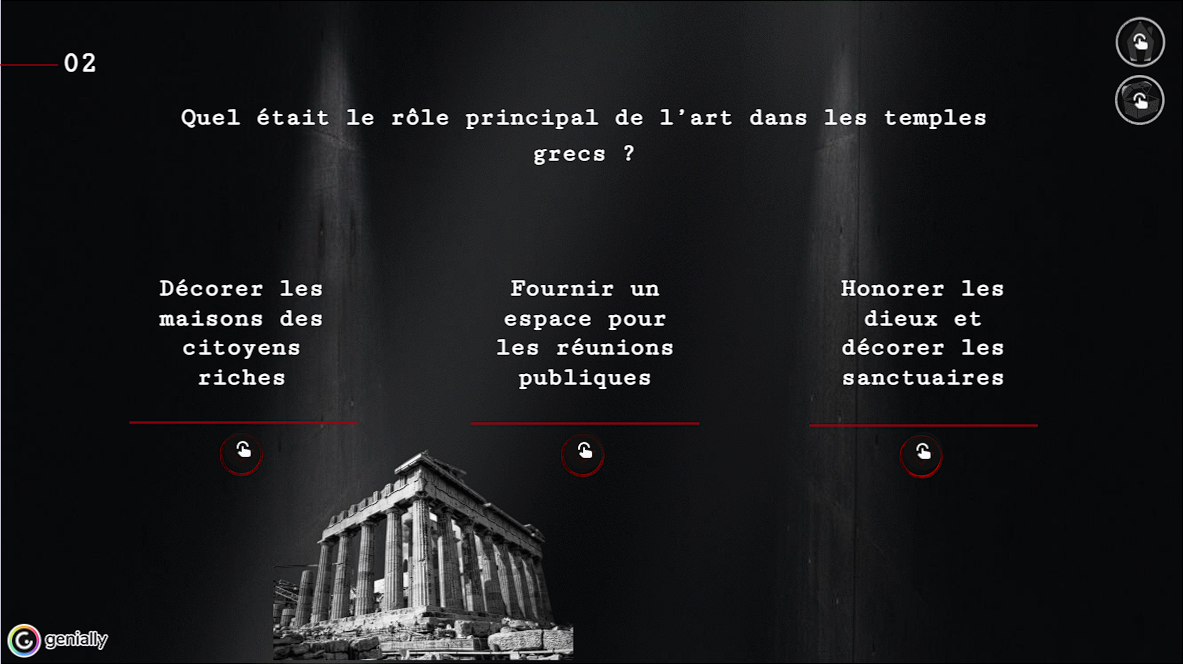 02
Quel était le rôle principal de l'art dans les temples
grecs ?
Décorer les
maisons des
citoyens
riches
Fournir un
espace pour
les réunions
publiques
Honorer les
dieux et
décorer les
sanctuaires
genially